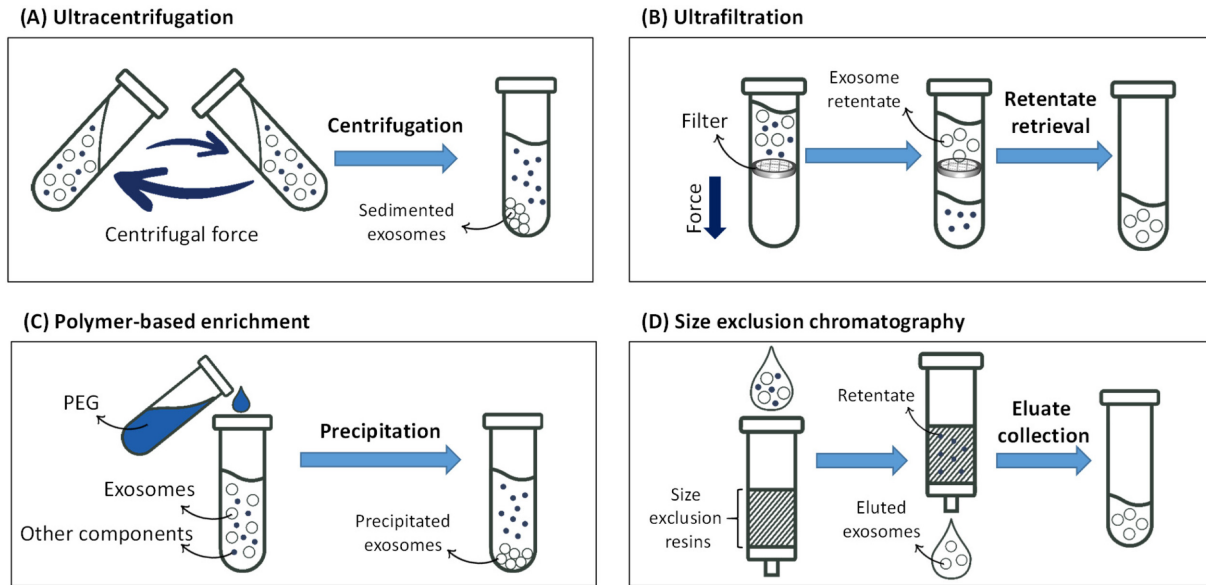 (A) Ultracentrifugation
Centrifugal force
Centrifugation
Sedimented
exosomes
(B) Ultrafiltration
Filter
Force
Exosome
retentate
Retentate
retrieval
(C) Polymer-based enrichment
PEG
Exosomes
Other components
Precipitation
Precipitated
exosomes
(D) Size exclusion chromatography
Size
exclusion
resins
Retentate
Eluted
exosomes
Eluate
collection